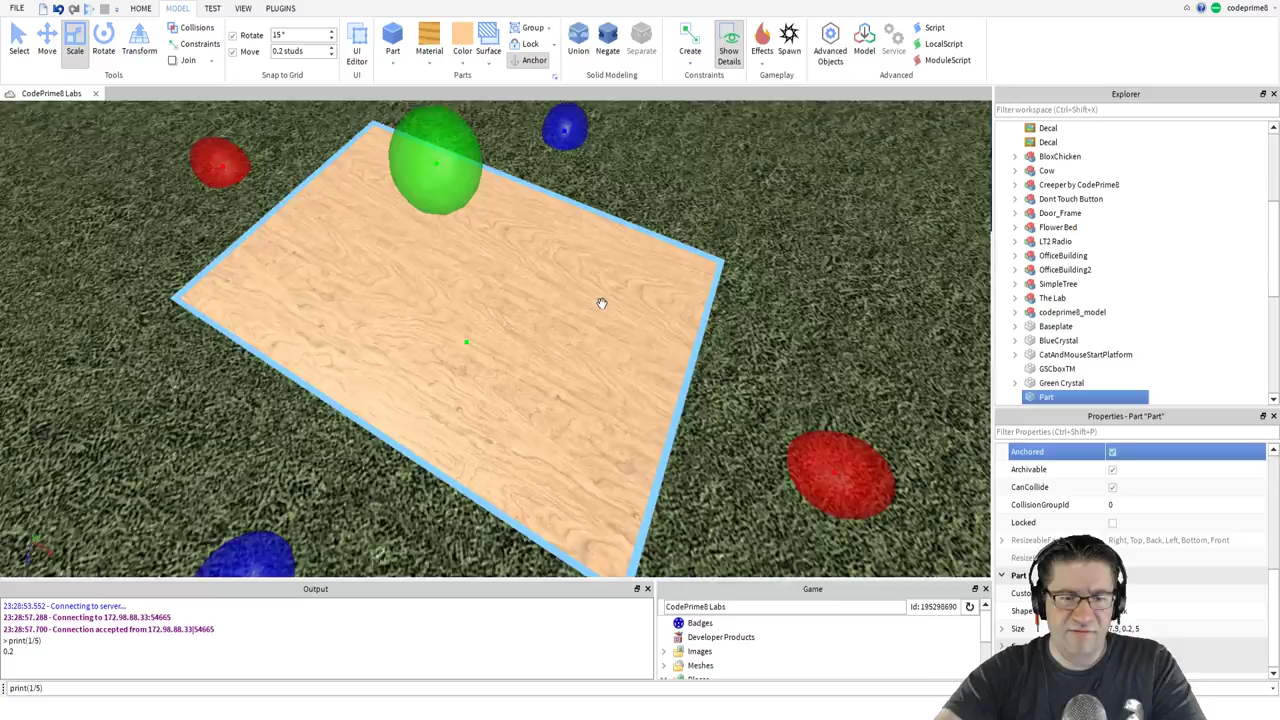 FILE
HOME
MODEL
TEST
VIEW
PLUGINS
codeprime8
Select
Move
Scale
Rotate
Transform
Tools
Collisions
Constraints
Join
Rotate
15°
Move
0.2 studs
Snap to Grid
UI
Editor
UI
Part
Material
Color
Surface
Group
Lock
Anchor
Parts
Union
Negate
Separate
Solid Modeling
Create
Show
Details
Constraints
Effects
Spawn
Gameplay
Advanced
Objects
Model
Service
Script
LocalScript
ModuleScript
Advanced
CodePrime8 Labs
Explorer
Filter workspace (Ctrl+Shift+X)
Decal
Decal
BloxChicken
Cow
Creeper by CodePrime8
Dont Touch Button
Door_Frame
Flower Bed
LT2 Radio
OfficeBuilding
OfficeBuilding2
SimpleTree
The Lab
codeprime8_model
Baseplate
BlueCrystal
CatAndMouseStartPlatform
GSCboxTM
Green Crystal
Part
Properties - Part "Part"
Filter Properties (Ctrl+Shift+P)
Anchored
Archivable
CanCollide
CollisionGroupId 0
Locked
Right, Top, Back, Left, Bottom, Front
Part
Shape
Size 7.9, 0.2, 5
Output
23:28:53.552 - Connecting to server...
23:28:57.288 - Connecting to 172.98.88.33:54665
23:28:57.700 - Connection accepted from 172.98.88.33|54665
> print(1/5)
0.2
print(1/5)
Game
CodePrime8 Labs
Id: 195298690
Badges
Developer Products
Images
Meshes